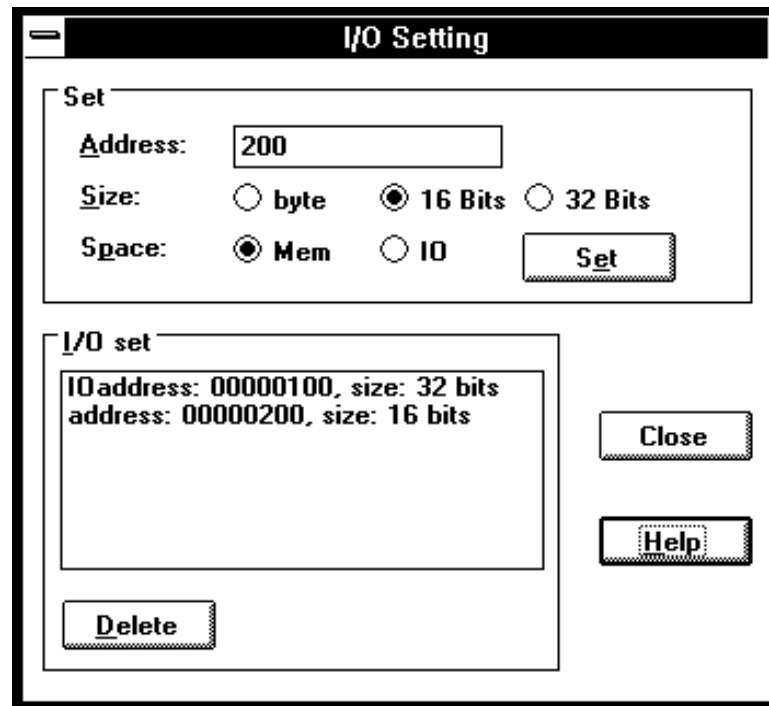 I/O Setting
Set
Address: 200
Size: byte 16 Bits 32 Bits
Space: Mem IO Set
I/O set
IOaddress: 00000100, size: 32 bits
address: 00000200, size: 16 bits
Close
Help
Delete